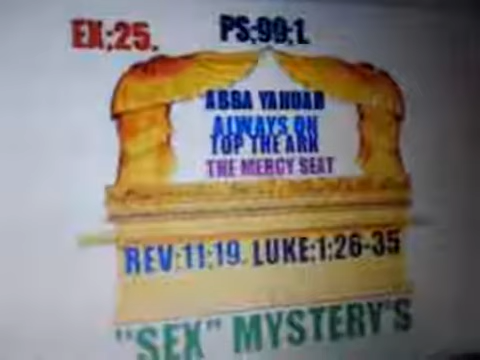 EX;25.
PS;99;1.
ABBA YAHUAH
ALWAYS ON
TOP THE ARK
THE MERCY SEAT
REV:11:19. LUKE:1:26-35
"SEX" MYSTERY'S